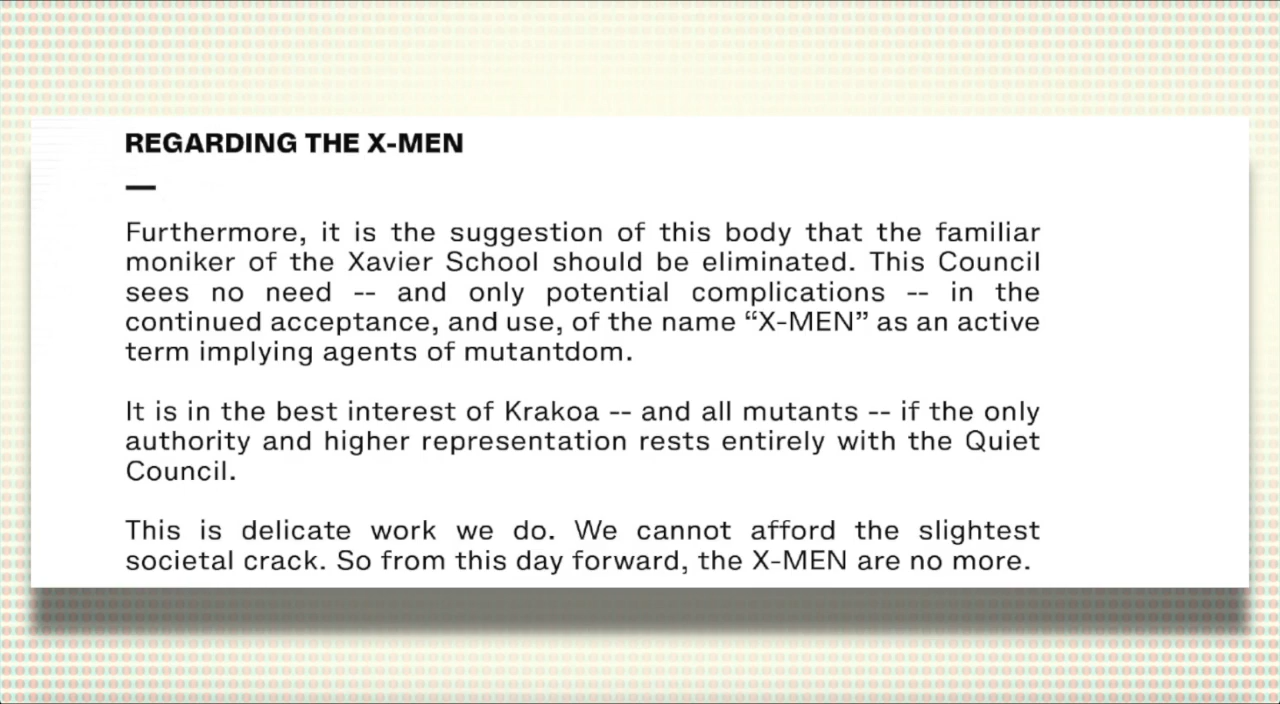 REGARDING THE X-MEN
—
Furthermore, it is the suggestion of this body that the familiar
moniker of the Xavier School should be eliminated. This Council
sees no need -- and only potential complications -- in the
continued acceptance, and use, of the name “X-MEN” as an active
term implying agents of mutantdom.
It is in the best interest of Krakoa -- and all mutants -- if the only
authority and higher representation rests entirely with the Quiet
Council.
This is delicate work we do. We cannot afford the slightest
societal crack. So from this day forward, the X-MEN are no more.